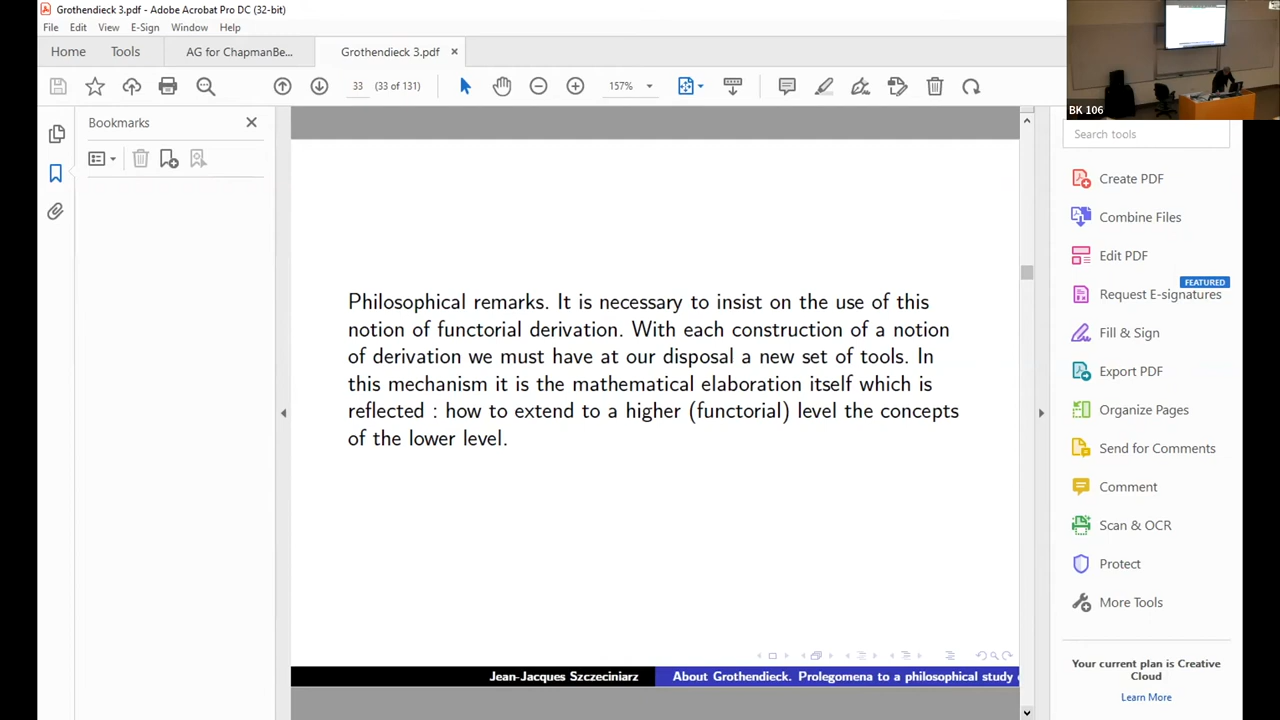 Grothendieck 3.pdf - Adobe Acrobat Pro DC (32-bit)
File Edit View E-Sign Window Help
Home Tools AG for ChapmanBe... Grothendieck 3.pdf ×
33 (33 of 131) 157%
BK 106
Bookmarks
Search tools
Philosophical remarks. It is necessary to insist on the use of this
notion of functorial derivation. With each construction of a notion
of derivation we must have at our disposal a new set of tools. In
this mechanism it is the mathematical elaboration itself which is
reflected : how to extend to a higher (functorial) level the concepts
of the lower level.
Jean-Jacques Szczeciniarz About Grothendieck. Prolegomena to a philosophical study
Create PDF
Combine Files
Edit PDF
FEATURED
Request E-signatures
Fill & Sign
Export PDF
Organize Pages
Send for Comments
Comment
Scan & OCR
Protect
More Tools
Your current plan is Creative
Cloud
Learn More